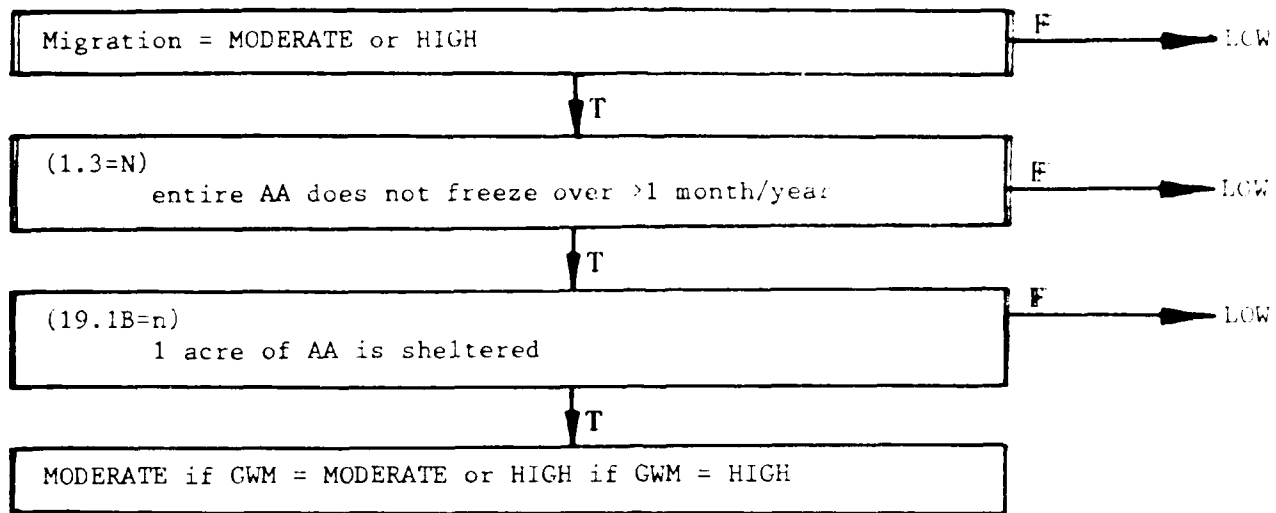 Migration = MODERATE or HIGH
F
LOW
T
(1.3=N)
entire AA does not freeze over >1 month/year
F
LOW
T
(19.1B=n)
1 acre of AA is sheltered
F
LOW
T
MODERATE if GWM = MODERATE or HIGH if GWM = HIGH